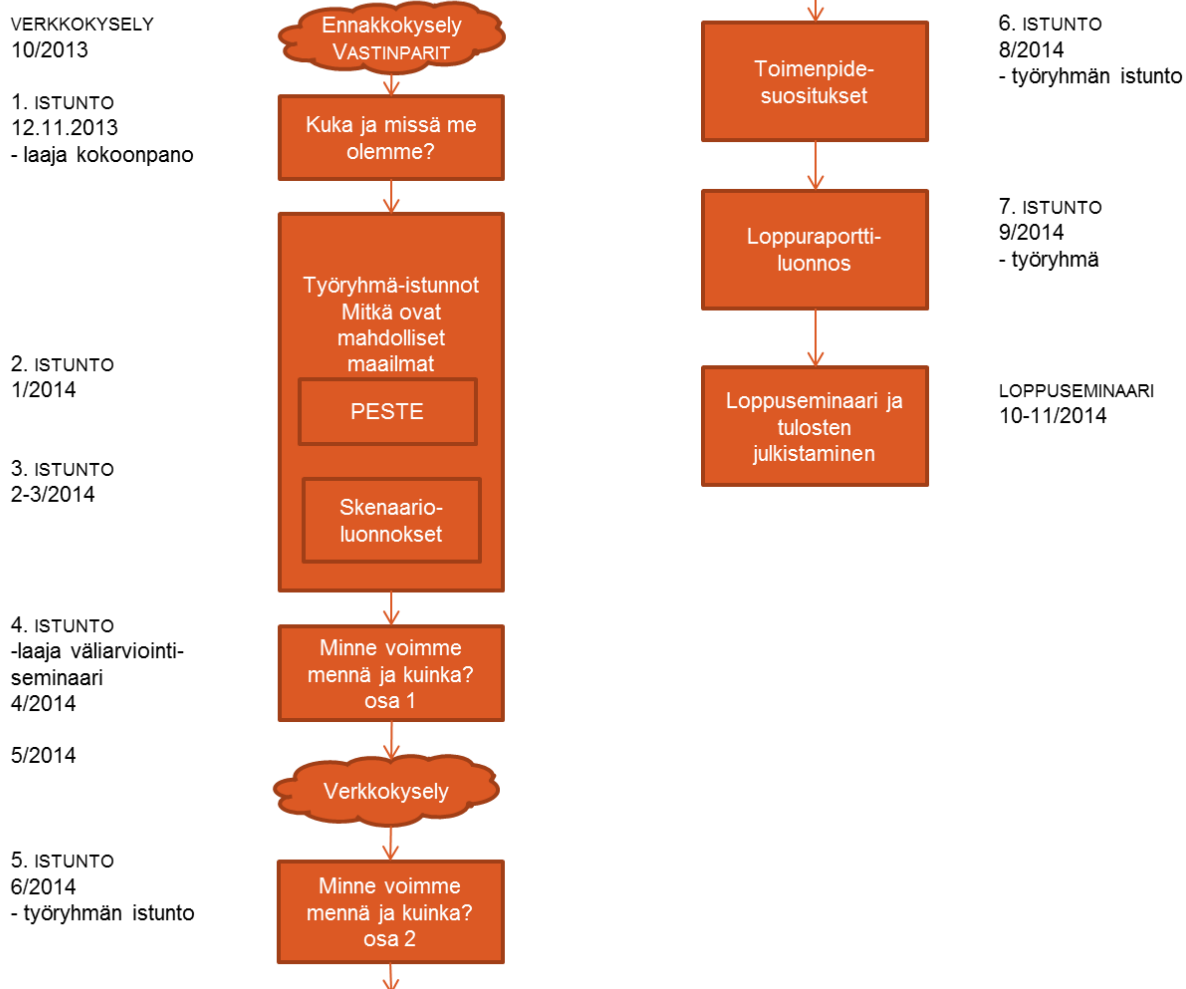 VERKKOKYSELY
10/2013
Ennakkokysely
VASTINPARIT
1. ISTUNTO
12.11.2013
- laaja kokoonpano
Kuka ja missä me
olemme?
Työryhmä-istunnot
Mitkä ovat
mahdolliset
maailmat
2. ISTUNTO
1/2014
PESTE
3. ISTUNTO
2-3/2014
Skenaario-
luonnokset
4. ISTUNTO
-laaja väliarviointi-
seminaari
4/2014
Minne voimme
mennä ja kuinka?
osa 1
5/2014
Verkkokysely
5. ISTUNTO
6/2014
- työryhmän istunto
Minne voimme
mennä ja kuinka?
osa 2
Toimenpide-
suositukset
6. ISTUNTO
8/2014
- työryhmän istunto
Loppuraportti-
luonnos
7. ISTUNTO
9/2014
- työryhmä
Loppuseminaari ja
tulosten
julkistaminen
LOPPUSEMINAARI
10-11/2014